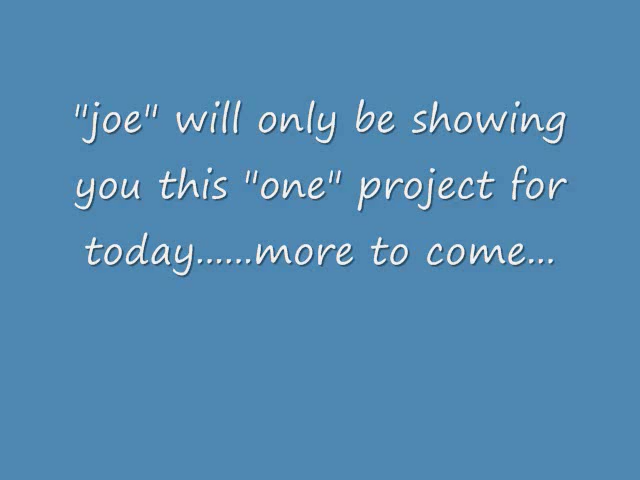 "joe" will only be showing
you this "one" project for
today......more to come...